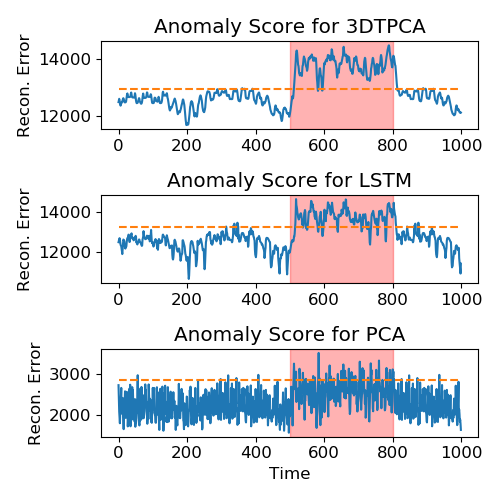 Anomaly Score for 3DTPCA
Recon. Error
14000
12000
0 200 400 600 800 1000
Anomaly Score for LSTM
Recon. Error
14000
12000
0 200 400 600 800 1000
Anomaly Score for PCA
Recon. Error
3000
2000
0 200 400 600 800 1000
Time